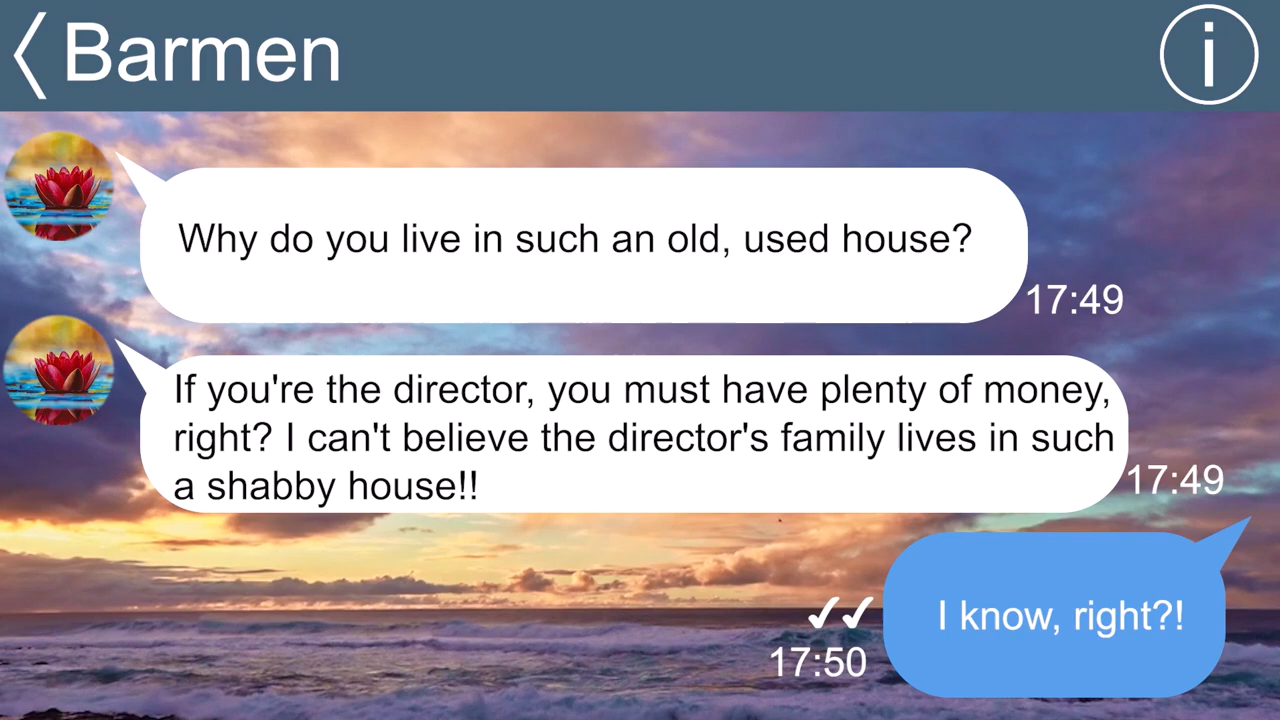 Barmen
i
Why do you live in such an old, used house?
17:49
If you're the director, you must have plenty of money,
right? I can't believe the director's family lives in such
a shabby house!!
17:49
I know, right?!
17:50